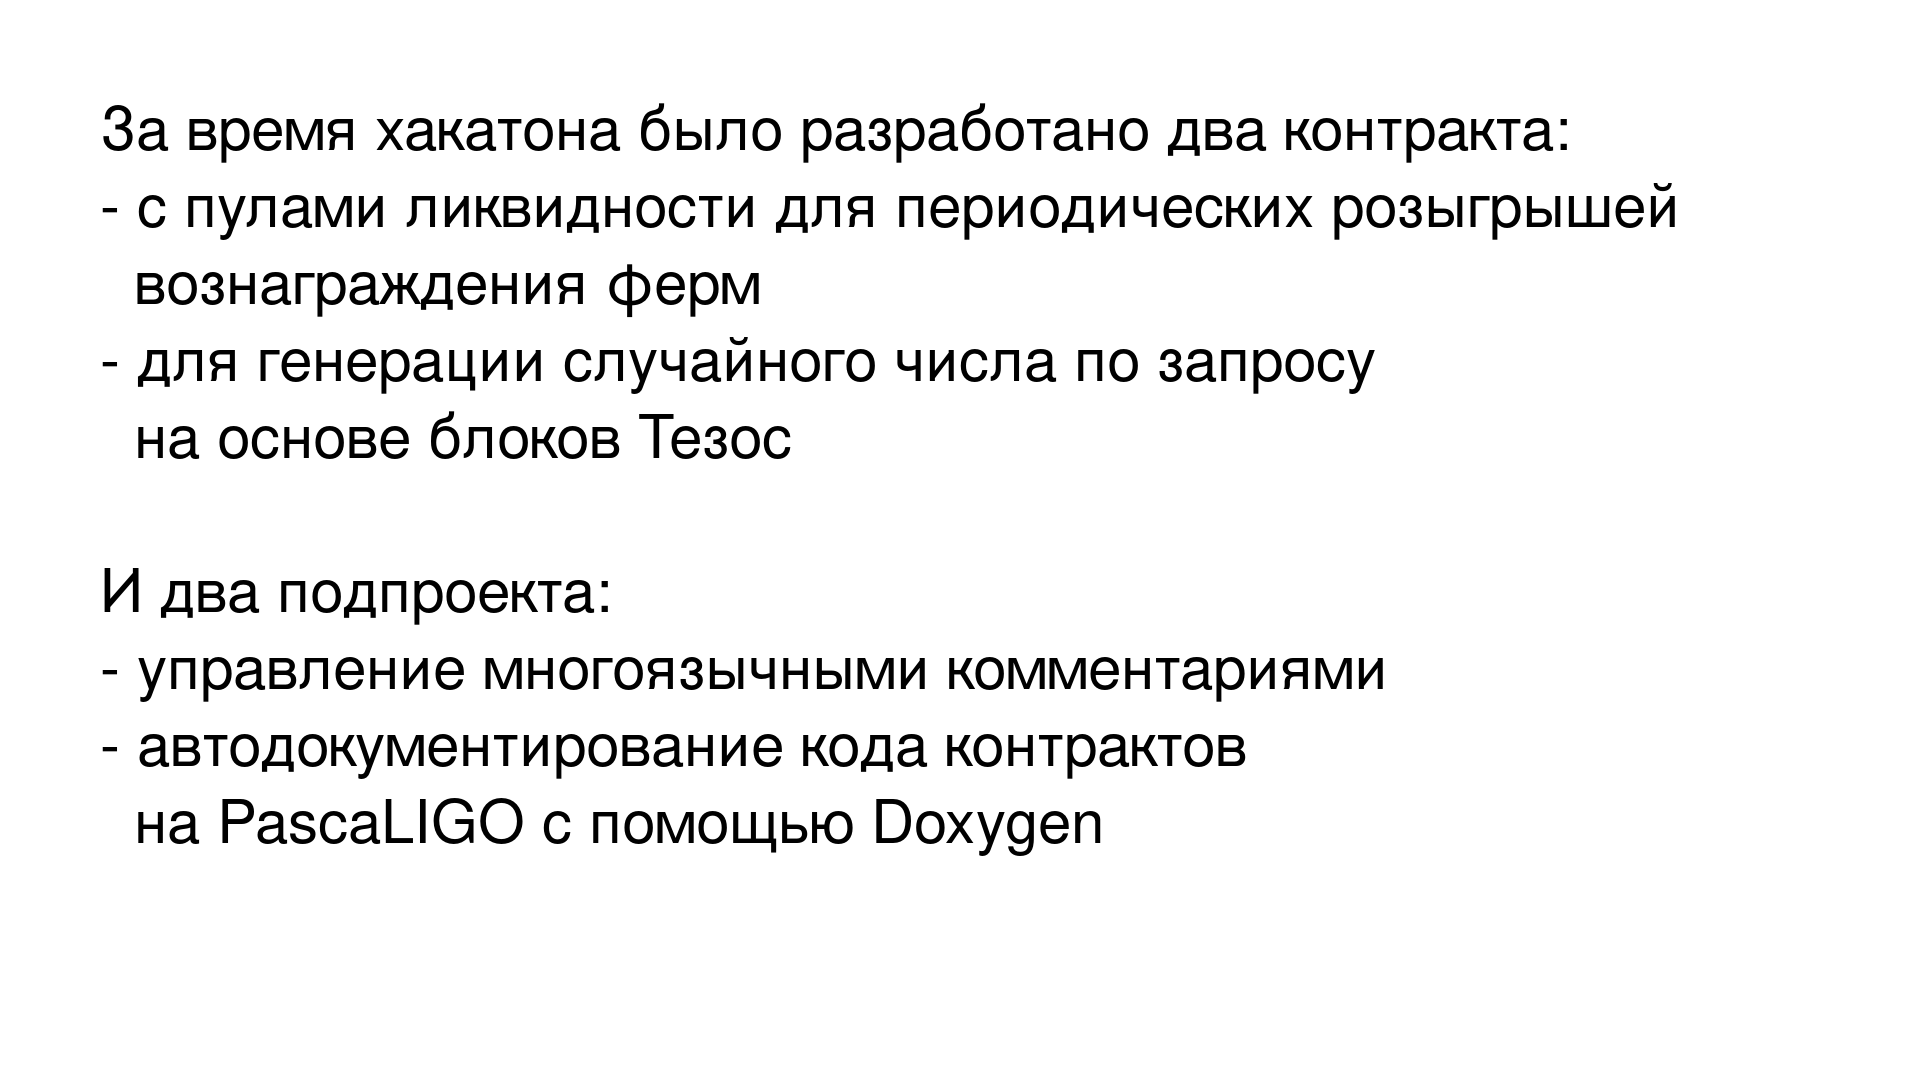 За время хакатона было разработано два контракта:
- с пулами ликвидности для периодических розыгрышей
вознаграждения ферм
- для генерации случайного числа по запросу
на основе блоков Тезос
И два подпроекта:
- управление многоязычными комментариями
- автодокументирование кода контрактов
на PascaLIGO с помощью Doxygen